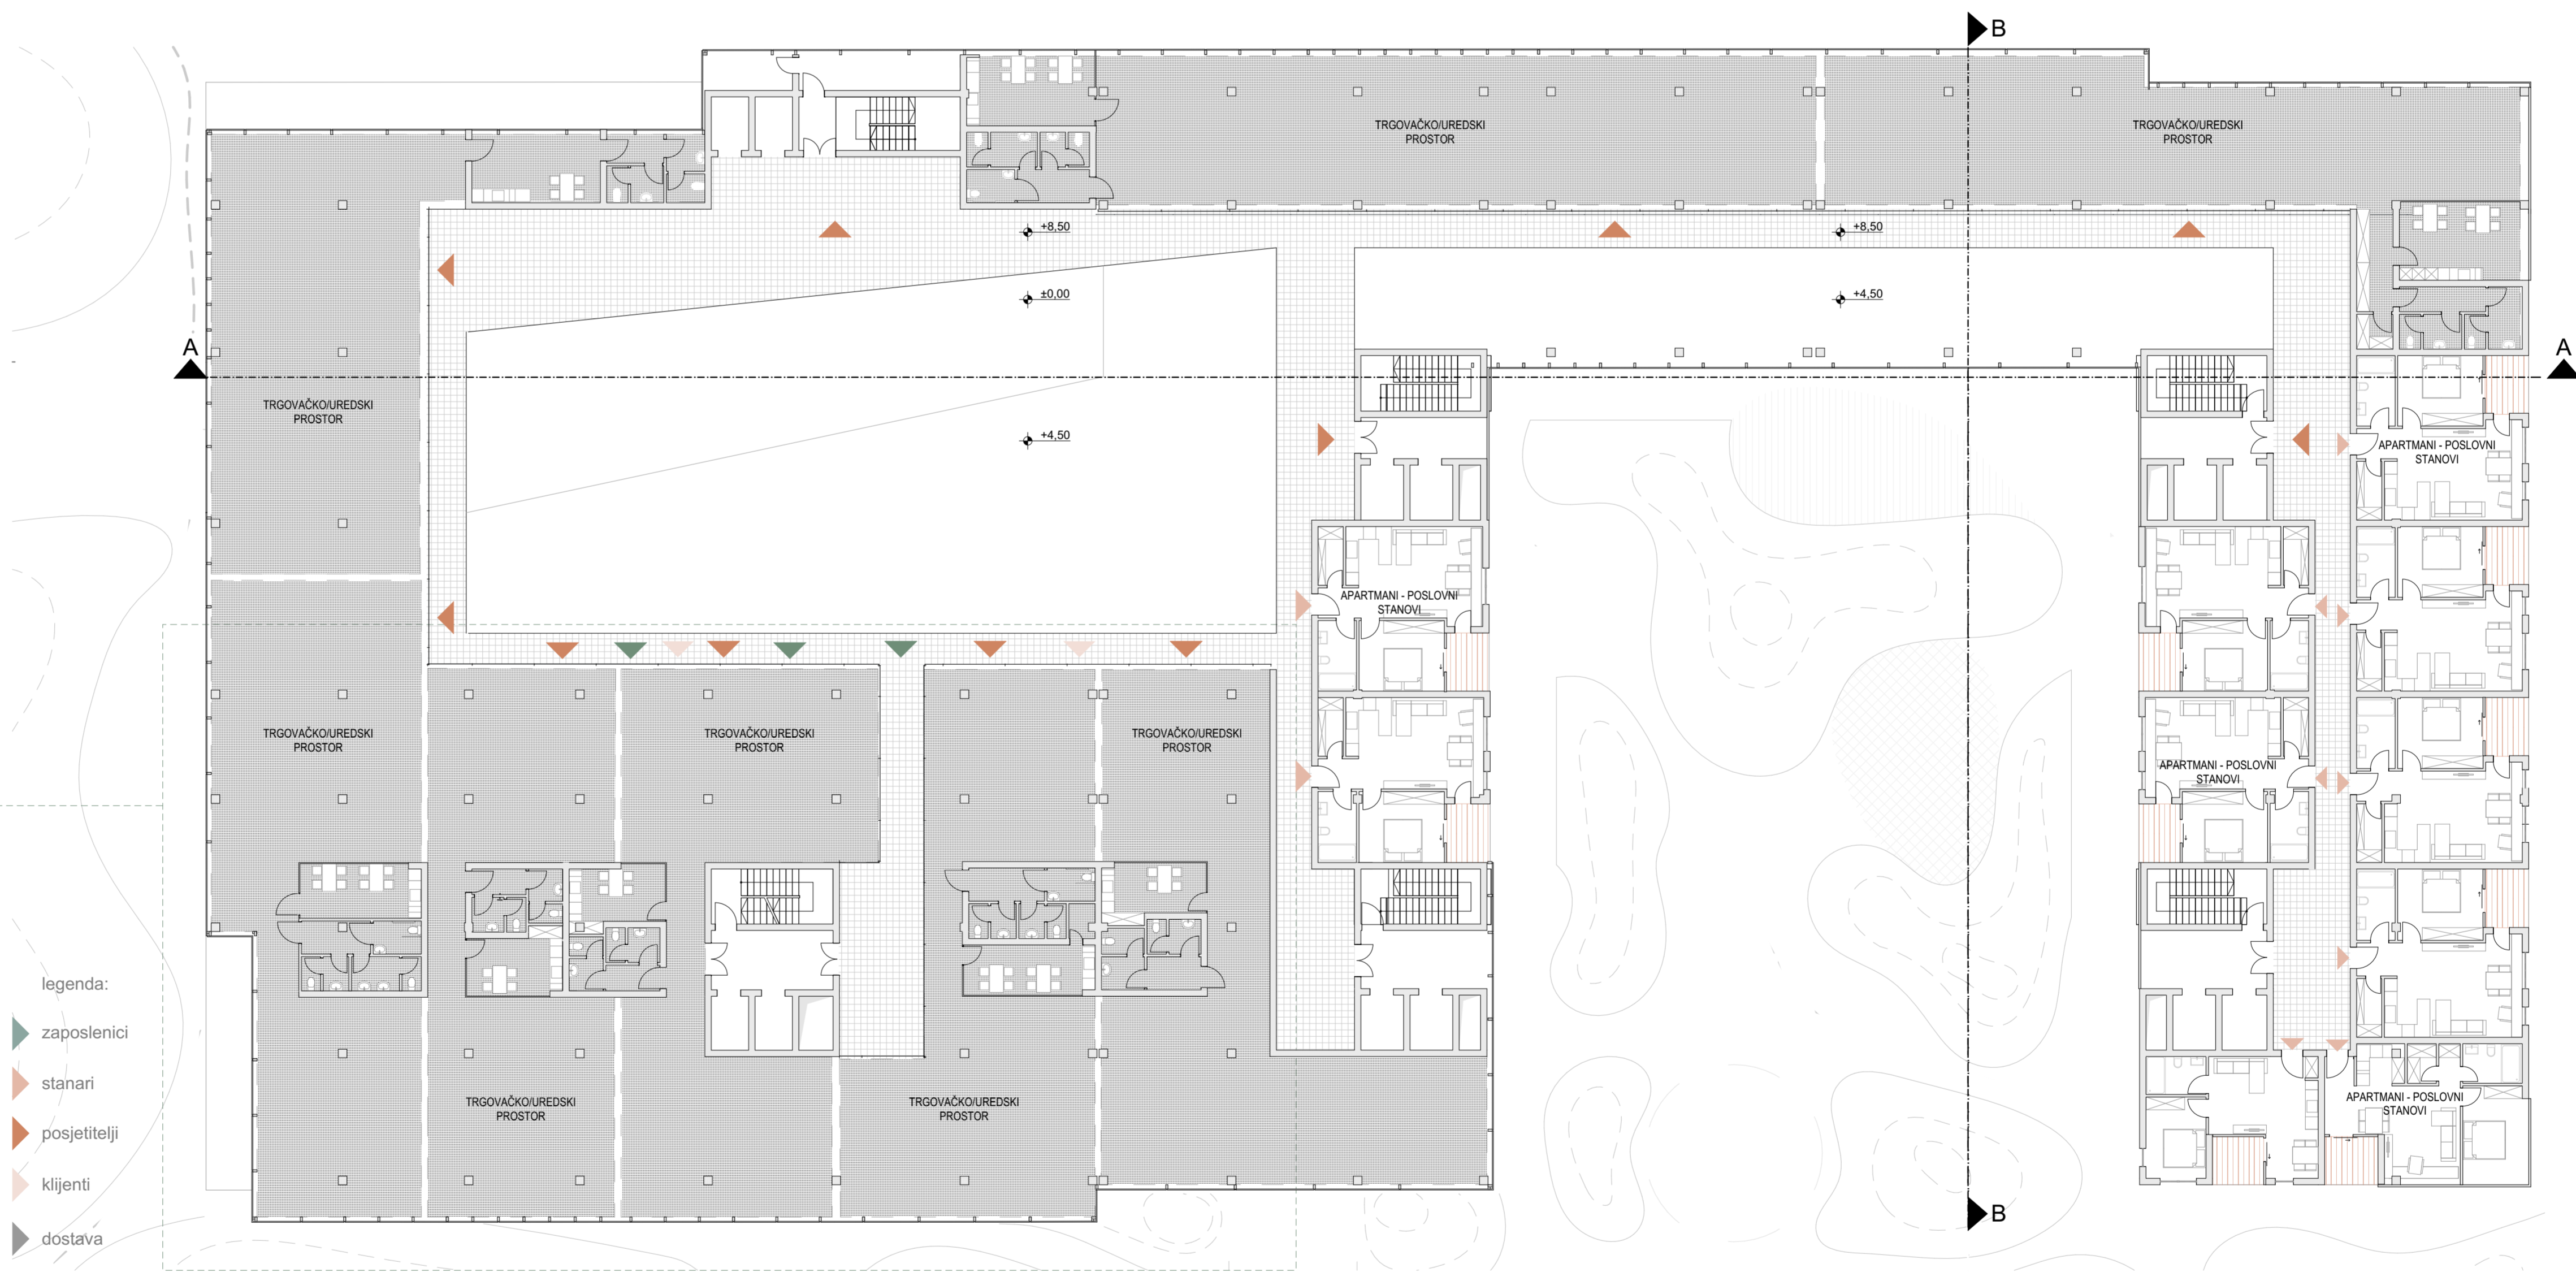 B
TRGOVAČKO/UREDSKI
PROSTOR
TRGOVAČKO/UREDSKI
PROSTOR
+8,50
+8,50
±0,00
+4,50
A
A
TRGOVAČKO/UREDSKI
PROSTOR
+4,50
APARTMANI - POSLOVNI
STANOVI
APARTMANI - POSLOVNI
STANOVI
TRGOVAČKO/UREDSKI
PROSTOR
TRGOVAČKO/UREDSKI
PROSTOR
TRGOVAČKO/UREDSKI
PROSTOR
APARTMANI - POSLOVNI
STANOVI
legenda:
zaposlenici
stanari
posjetitelji
klijenti
dostava
TRGOVAČKO/UREDSKI
PROSTOR
TRGOVAČKO/UREDSKI
PROSTOR
APARTMANI - POSLOVNI
STANOVI
B